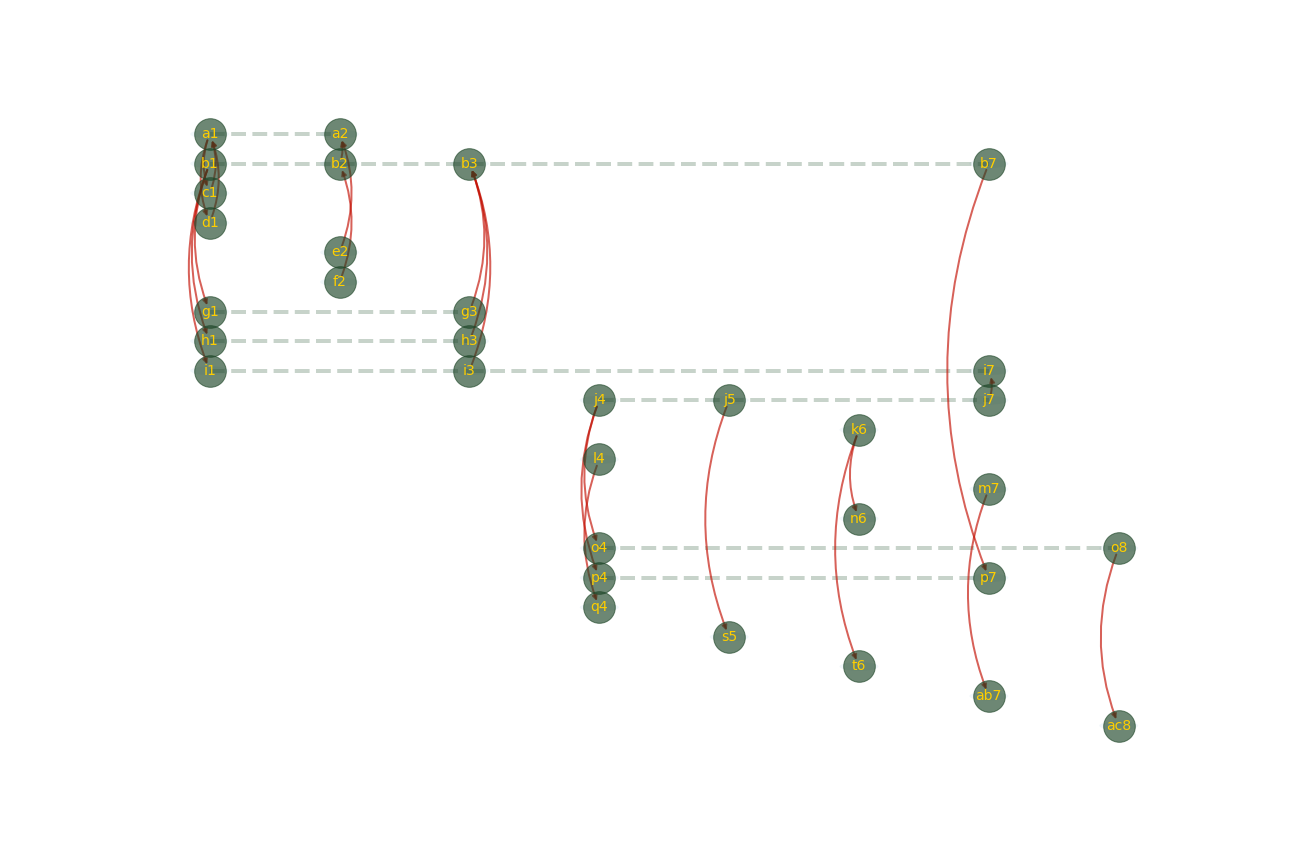 a1 a2
b1 b2 b3 b7
c1
d1
e2
f2
g1 g3
h1 h3
i1 i3 i7
j4 j5 j7
k6
l4
m7
n6
o4 o8
p4 p7
q4
s5
t6
ab7
ac8